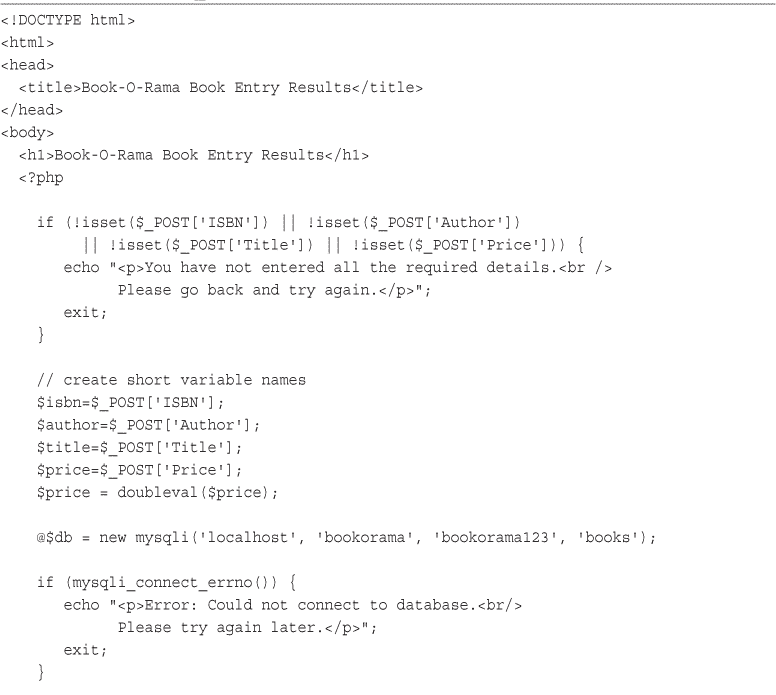 <!DOCTYPE html>
<html>
<head>
  <title>Book-O-Rama Book Entry Results</title>
</head>
<body>
  <h1>Book-O-Rama Book Entry Results</h1>
  <?php

    if (!isset($_POST['ISBN']) || !isset($_POST['Author'])
         || !isset($_POST['Title']) || !isset($_POST['Price'])) {
       echo "<p>You have not entered all the required details.<br />
             Please go back and try again.</p>";
       exit;
    }

    // create short variable names
    $isbn=$_POST['ISBN'];
    $author=$_POST['Author'];
    $title=$_POST['Title'];
    $price=$_POST['Price'];
    $price = doubleval($price);

    @$db = new mysqli('localhost', 'bookorama', 'bookorama123', 'books');

    if (mysqli_connect_errno()) {
       echo "<p>Error: Could not connect to database.<br/>
             Please try again later.</p>";
       exit;
    }